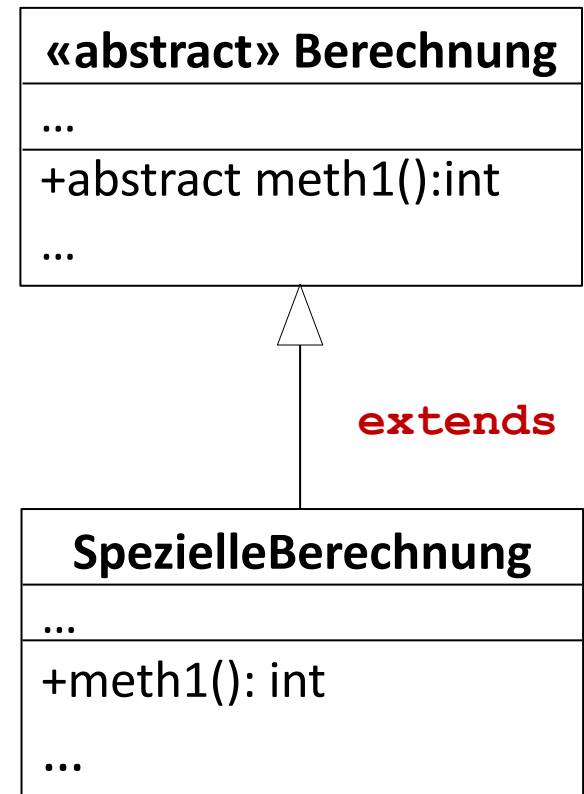 «abstract» Berechnung
...
+abstract meth1():int
...
extends
SpezielleBerechnung
...
+meth1(): int
...